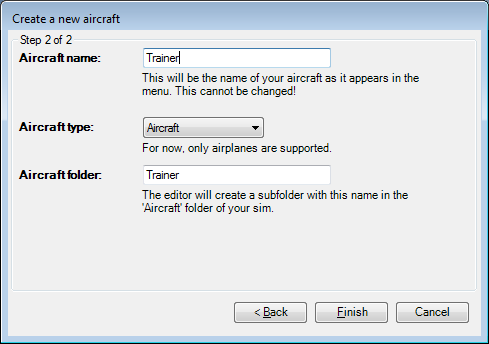 Create a new aircraft
Step 2 of 2
Aircraft name:
Trainer
This will be the name of your aircraft as it appears in the
menu. This cannot be changed!
Aircraft type:
Aircraft
For now, only airplanes are supported.
Aircraft folder:
Trainer
The editor will create a subfolder with this name in the
'Aircraft' folder of your sim.
< Back
Finish
Cancel